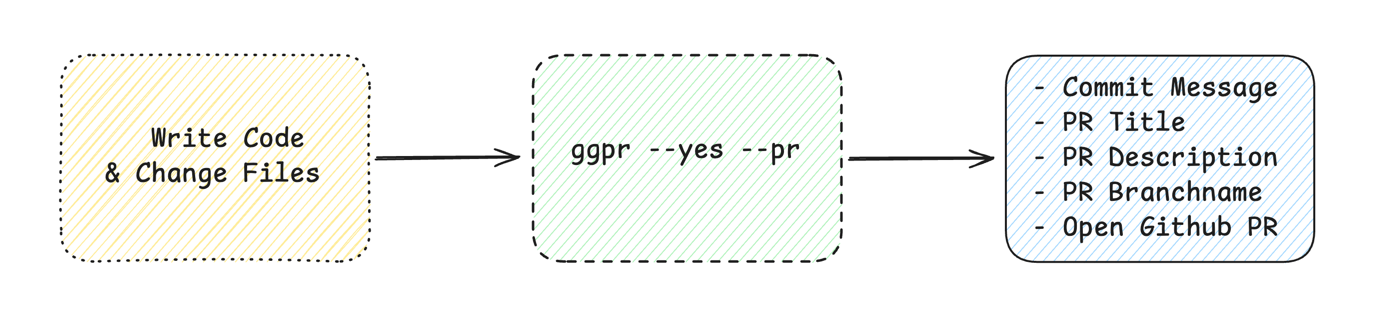 Write Code
& Change Files
ggpr --yes --pr
- Commit Message
- PR Title
- PR Description
- PR Branchname
- Open Github PR